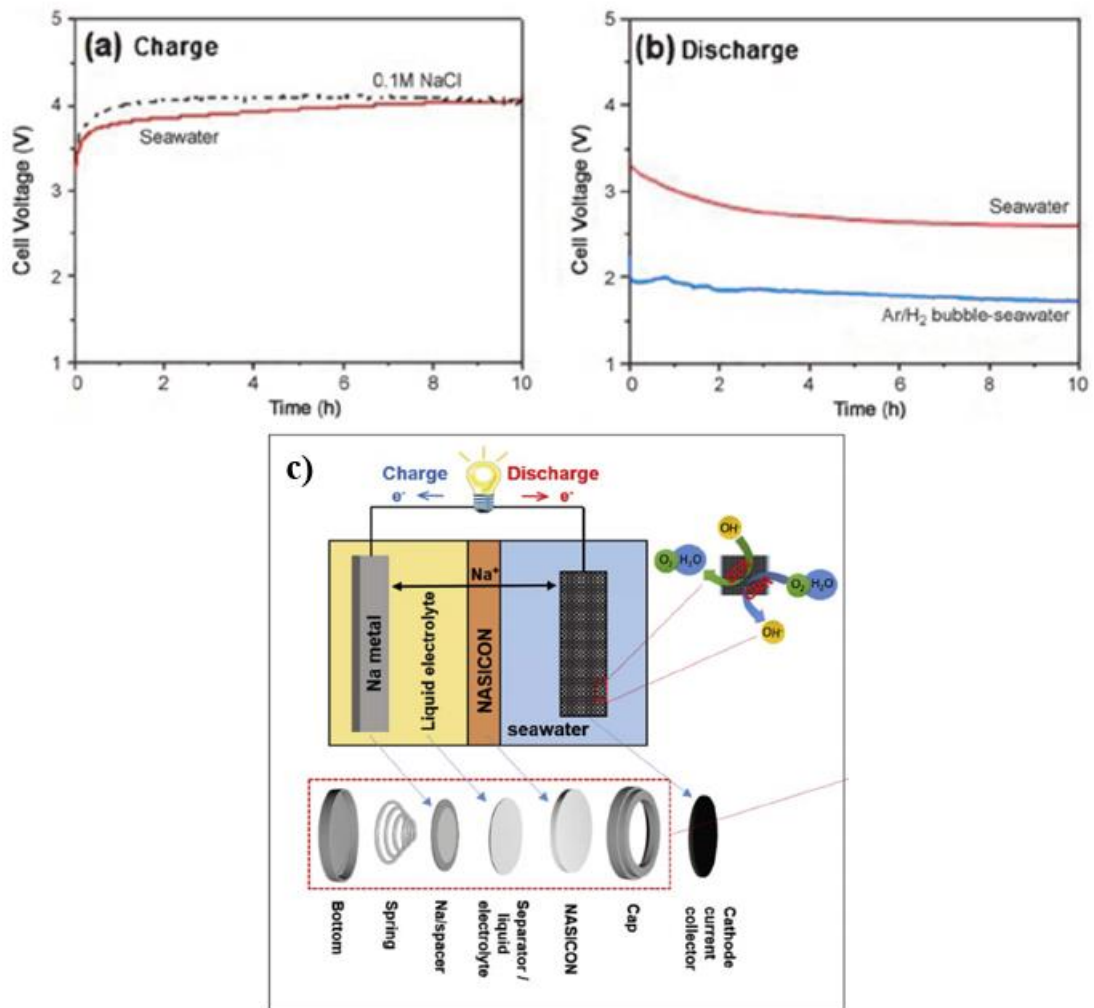 (a) Charge
5
4
3
2
1
0.1M NaCl
Seawater
Cell Voltage (V)
0 2 4 6 8 10
Time (h)
(b) Discharge
5
4
3
2
1
Seawater
Ar/H₂ bubble-seawater
Cell Voltage (V)
0 2 4 6 8 10
Time (h)
c)
Charge Discharge
e⁻ ← → e⁻
Na⁺
Na metal
Liquid electrolyte
NASICON
seawater
OH⁻
O₂ H₂O
O₂ H₂O
OH⁻
Bottom
Spring
Na/spacer
Separator /
liquid
electrolyte
NASICON
Cap
Cathode
current
collector